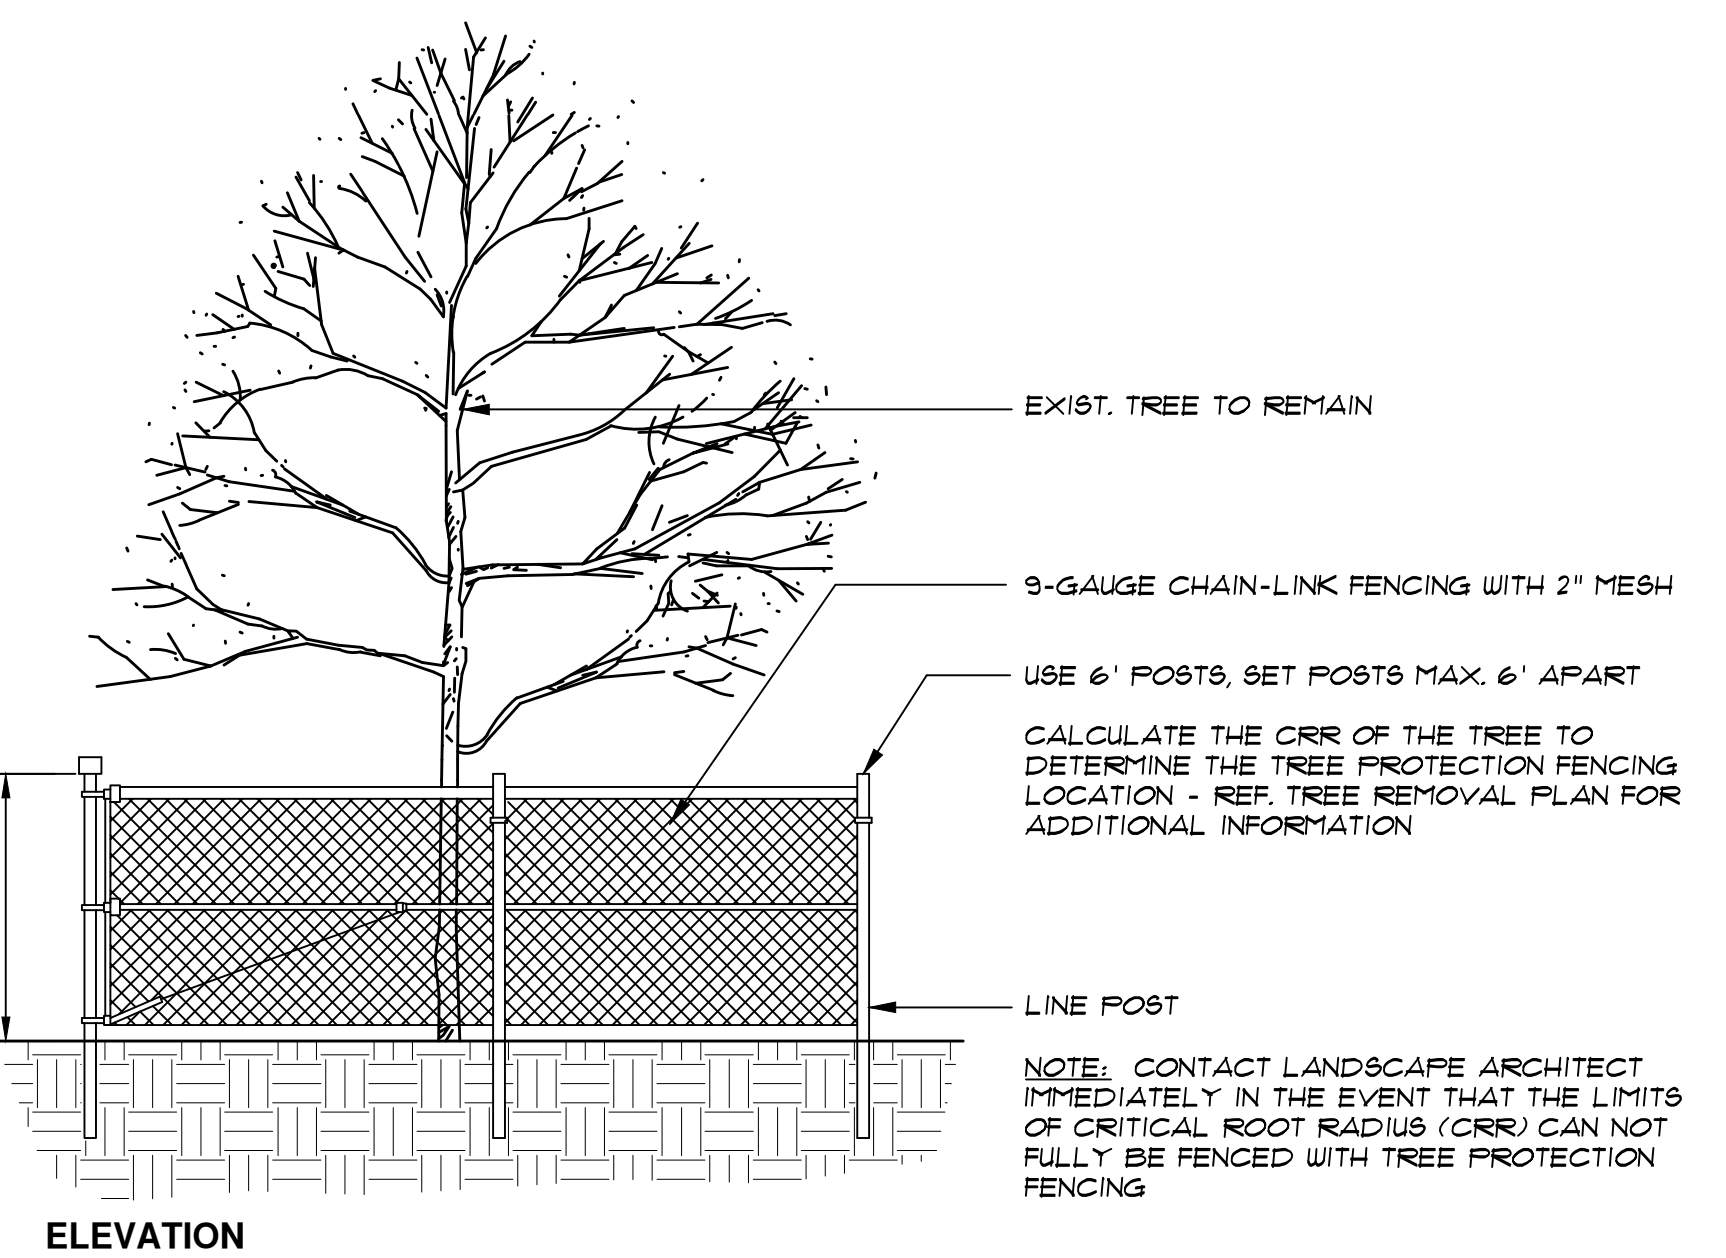 EXIST. TREE TO REMAIN
9-GAUGE CHAIN-LINK FENCING WITH 2" MESH
USE 6' POSTS, SET POSTS MAX. 6' APART
CALCULATE THE CRR OF THE TREE TO
DETERMINE THE TREE PROTECTION FENCING
LOCATION - REF. TREE REMOVAL PLAN FOR
ADDITIONAL INFORMATION
LINE POST
NOTE: CONTACT LANDSCAPE ARCHITECT
IMMEDIATELY IN THE EVENT THAT THE LIMITS
OF CRITICAL ROOT RADIUS (CRR) CAN NOT
FULLY BE FENCED WITH TREE PROTECTION
FENCING
ELEVATION